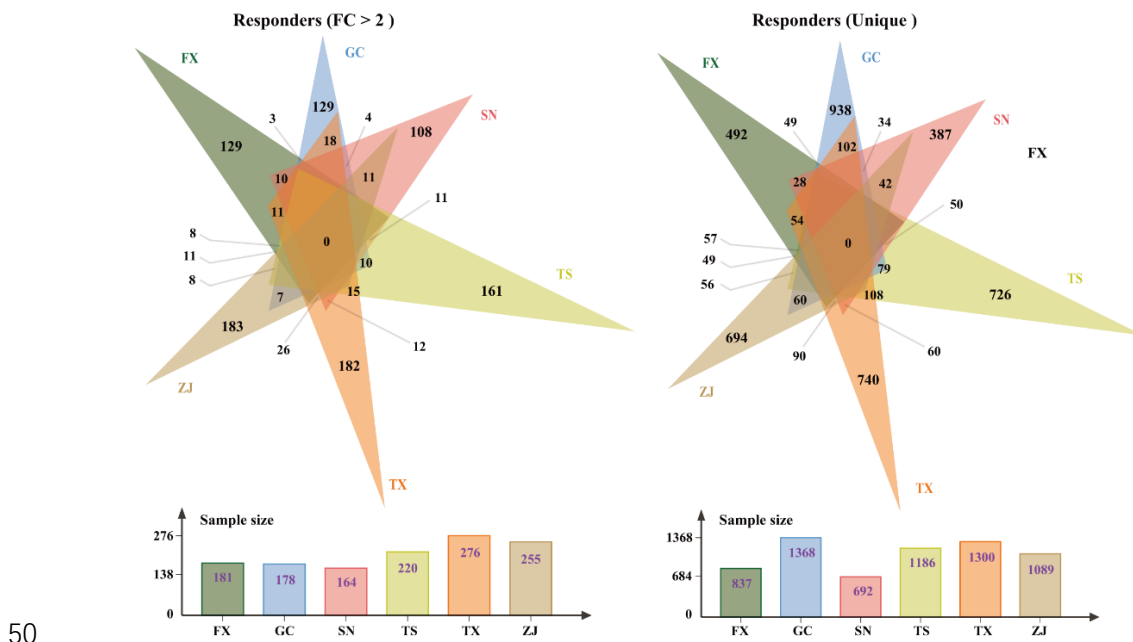 Responders (FC > 2 )
GC
FX
SN
129
3
4
108
18
129
10
11
11
11
8
0
11
10
TS
8
7
15
161
183
12
26
182
ZJ
TX
Sample size
276
138
0
181
178
164
220
276
255
FX
GC
SN
TS
TX
ZJ
Responders (Unique )
GC
FX
SN
938
49
34
387
492
102
FX
28
42
50
54
57
0
49
79
TS
56
60
108
726
694
60
90
740
ZJ
TX
Sample size
1368
684
0
837
1368
692
1186
1300
1089
FX
GC
SN
TS
TX
ZJ
50